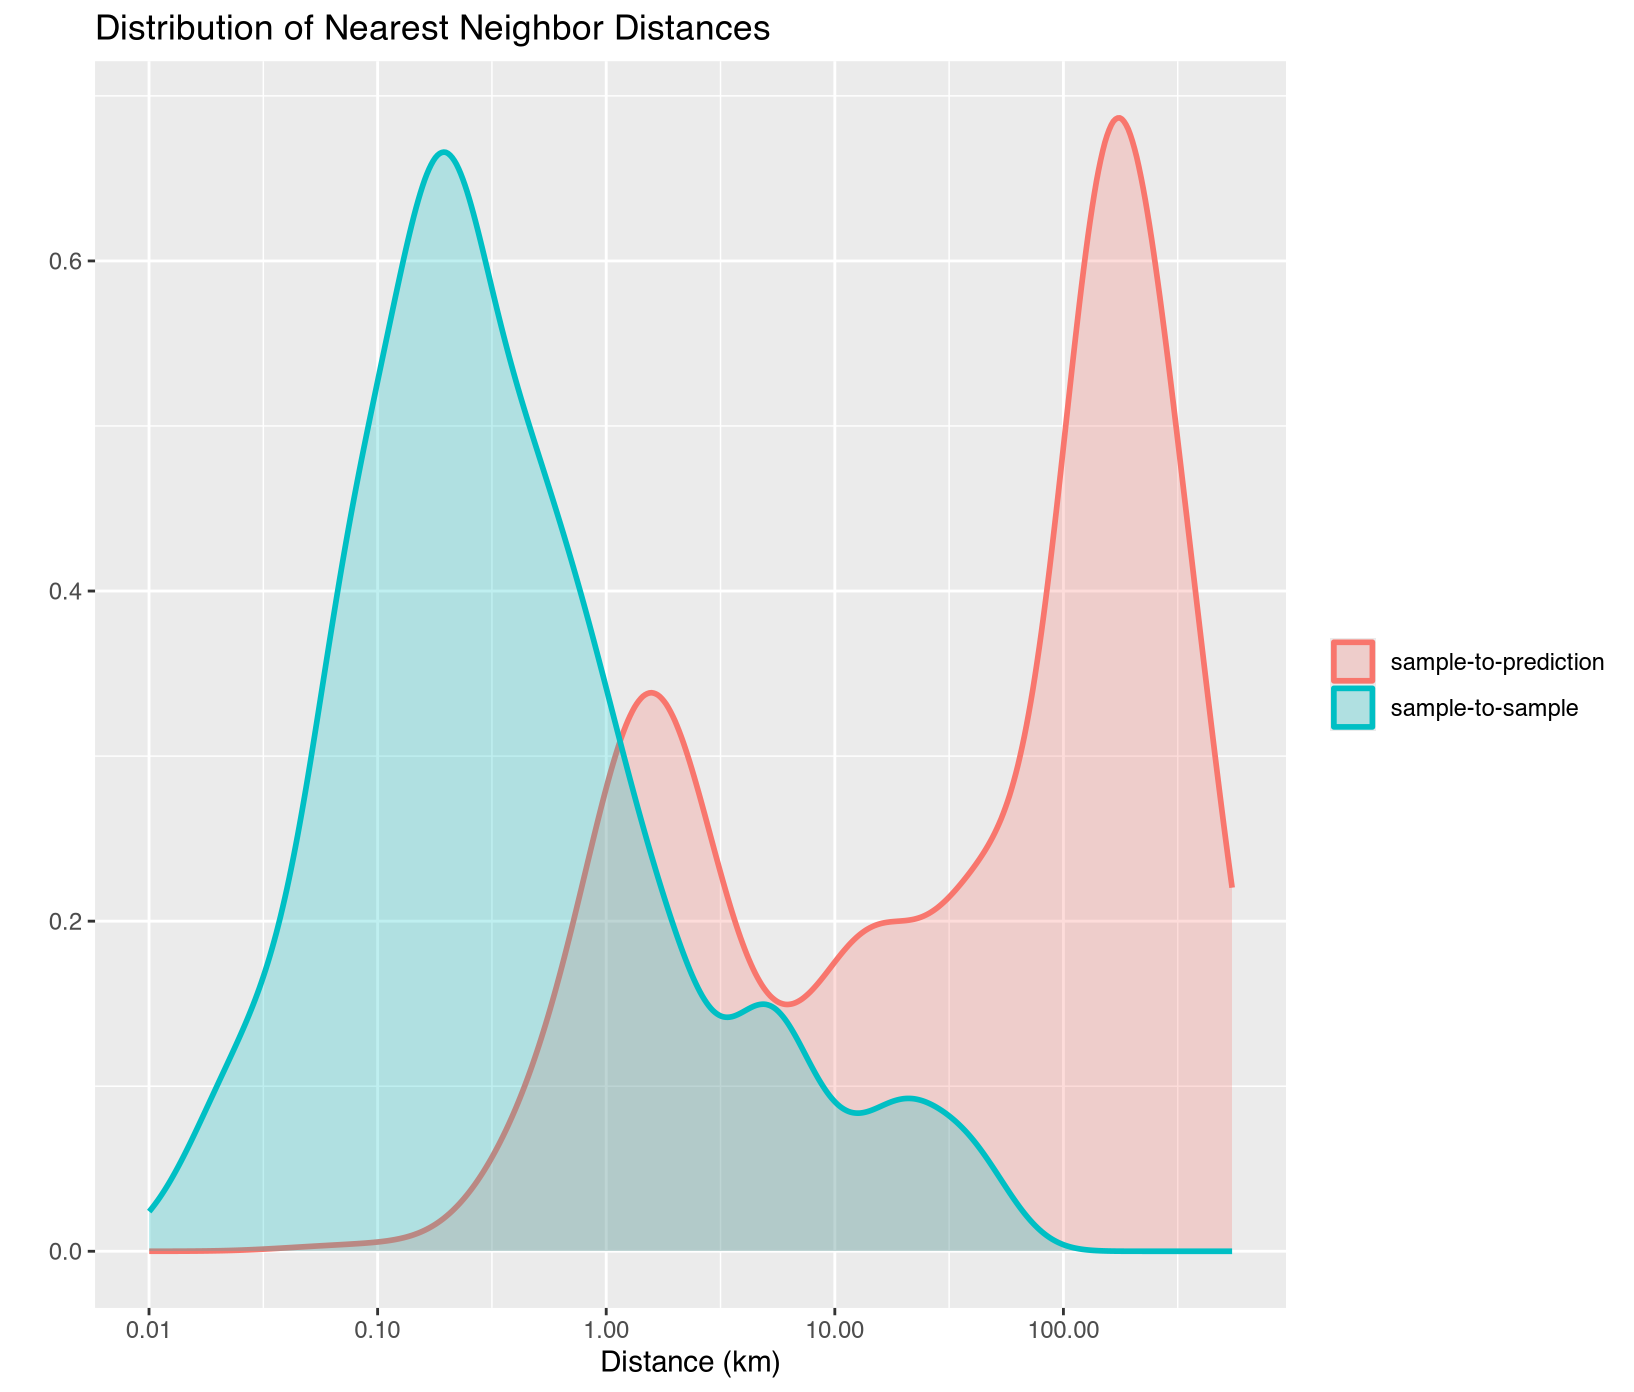 Distribution of Nearest Neighbor Distances
0.6
0.4
0.2
0.0
0.01 0.10 1.00 10.00 100.00
Distance (km)
sample-to-prediction
sample-to-sample